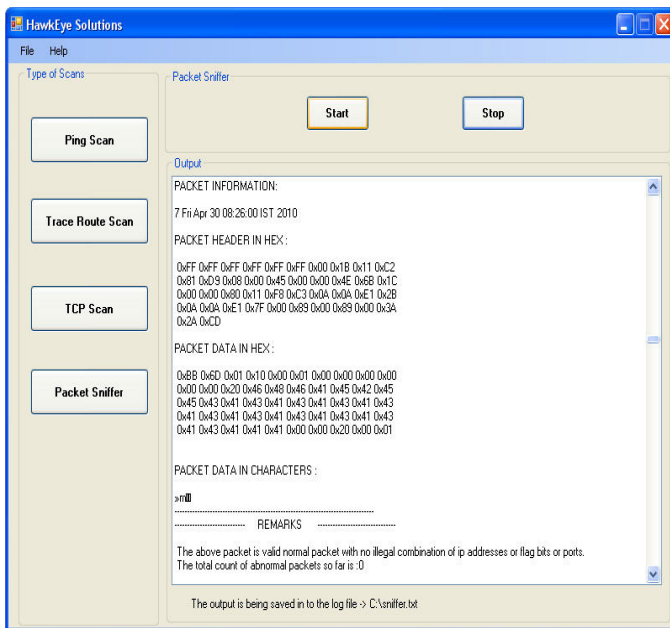 HawkEye Solutions
File Help
Type of Scans
Ping Scan
Trace Route Scan
TCP Scan
Packet Sniffer
Packet Sniffer
Start Stop
Output
PACKET INFORMATION:
7 Fri Apr 30 08:26:00 IST 2010
PACKET HEADER IN HEX :
0xFF 0xFF 0xFF 0xFF 0xFF 0xFF 0x00 0x1B 0x11 0xC2
0x81 0xD9 0x08 0x00 0x45 0x00 0x00 0x4E 0x6B 0x1C
0x00 0x00 0x80 0x11 0xF8 0xC3 0x0A 0x0A 0xE1 0x2B
0x0A 0x0A 0xE1 0x7F 0x00 0x89 0x00 0x89 0x00 0x3A
0x2A 0xCD
PACKET DATA IN HEX :
0xBB 0x6D 0x01 0x10 0x00 0x01 0x00 0x00 0x00 0x00
0x00 0x00 0x20 0x46 0x48 0x46 0x41 0x45 0x42 0x45
0x45 0x43 0x41 0x43 0x41 0x43 0x41 0x43 0x41 0x43
0x41 0x43 0x41 0x43 0x41 0x43 0x41 0x43 0x41 0x43
0x41 0x43 0x41 0x41 0x41 0x00 0x00 0x20 0x00 0x01
PACKET DATA IN CHARACTERS :
»m
------------------------------------------------------------------------
-------------------------- REMARKS ----------------------------
The above packet is valid normal packet with no illegal combination of ip addresses or flag bits or ports.
The total count of abnormal packets so far is :0
The output is being saved in to the log file -> C:\sniffer.txt